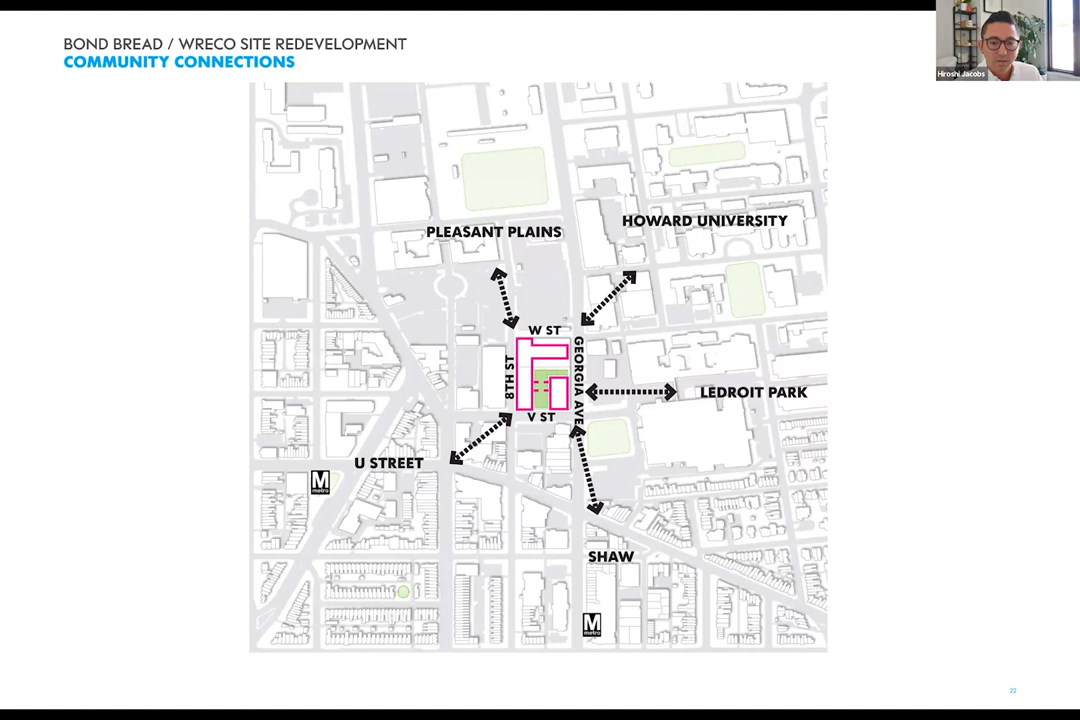 BOND BREAD / WRECO SITE REDEVELOPMENT
COMMUNITY CONNECTIONS
Hiroshi Jacobs
HOWARD UNIVERSITY
PLEASANT PLAINS
W ST
8TH ST
GEORGIA AVE
LEDROIT PARK
V ST
U STREET
M
metro
SHAW
M
metro
22